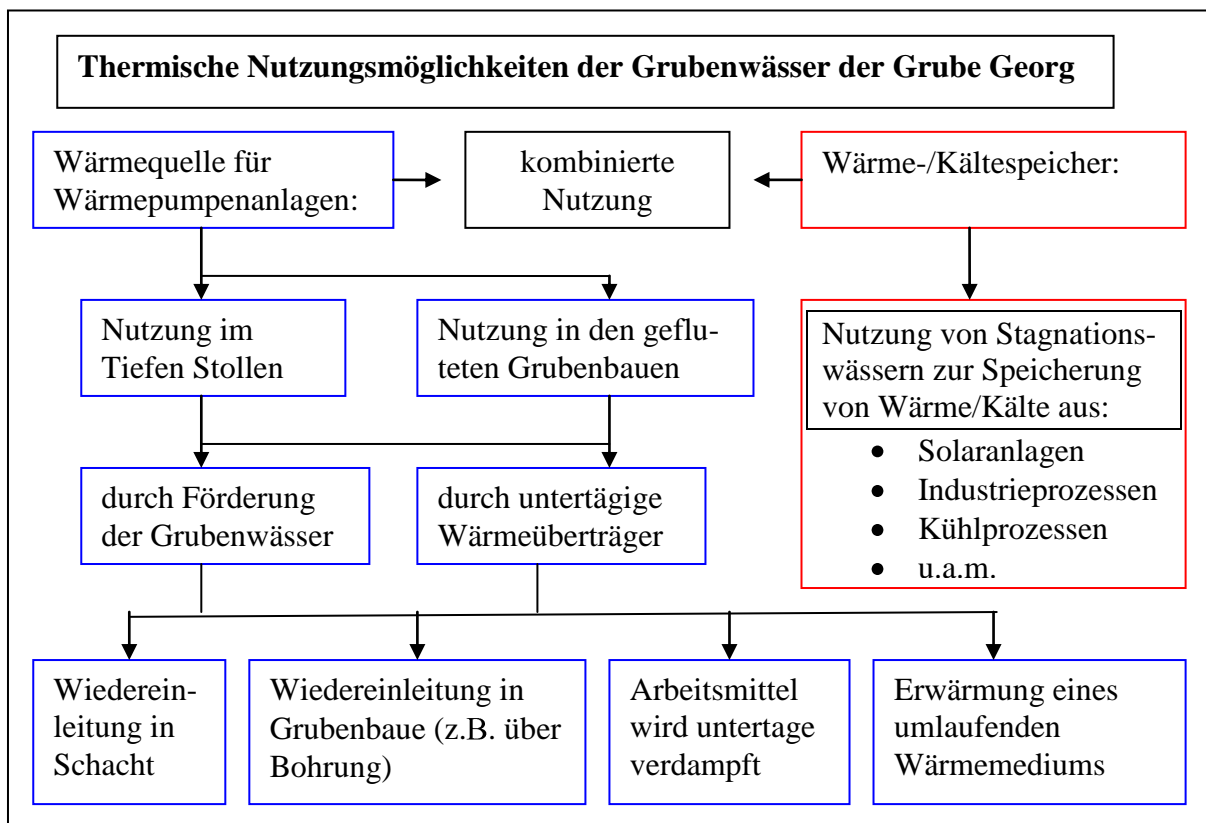 Thermische Nutzungsmöglichkeiten der Grubenwässer der Grube Georg
Wärmequelle für
Wärmepumpenanlagen:
kombinierte
Nutzung
Wärme-/Kältespeicher:
Nutzung im
Tiefen Stollen
Nutzung in den geflu-
teten Grubenbauen
Nutzung von Stagnations-
wässern zur Speicherung
von Wärme/Kälte aus:
• Solaranlagen
• Industrieprozessen
• Kühlprozessen
• u.a.m.
durch Förderung
der Grubenwässer
durch untertägige
Wärmeüberträger
Wiederein-
leitung in
Schacht
Wiedereinleitung in
Grubenbaue (z.B. über
Bohrung)
Arbeitsmittel
wird untertage
verdampft
Erwärmung eines
umlaufenden
Wärmemediums